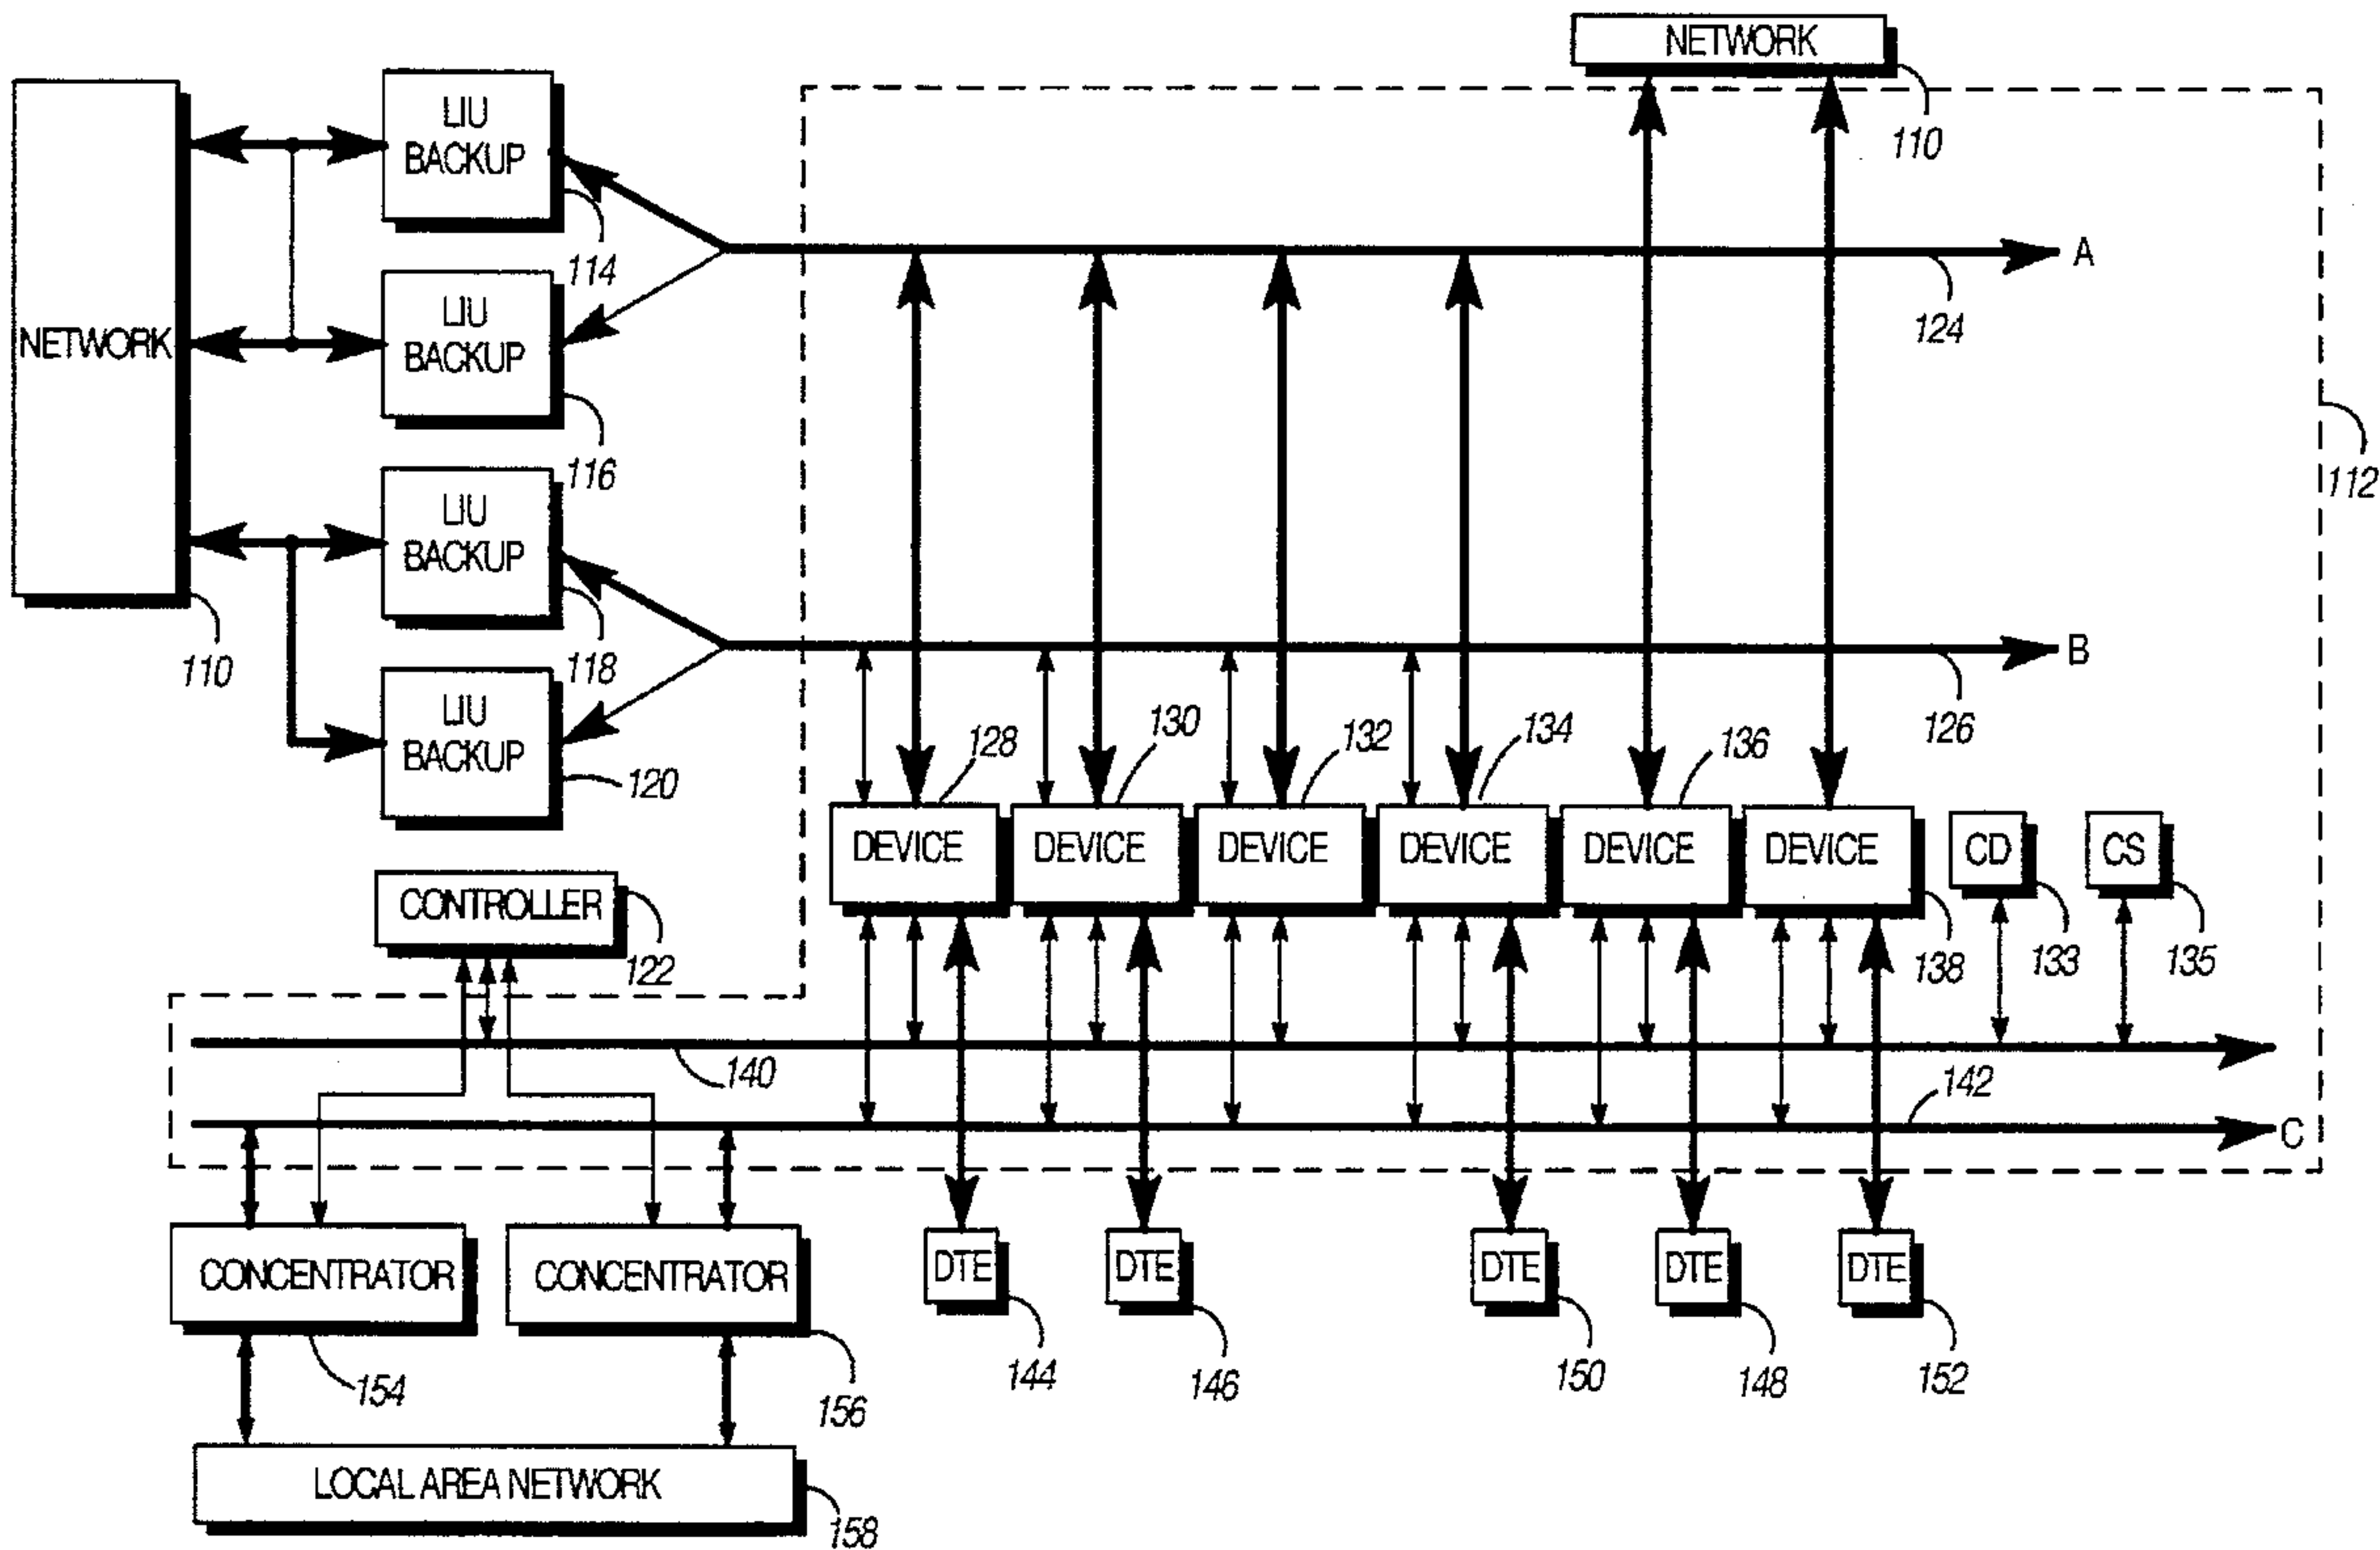 NETWORK
110
LIU
BACKUP
114
A
124
LIU
BACKUP
116
NETWORK
112
LIU
BACKUP
118
110
B
126
LIU
BACKUP
120
128
130
132
134
136
DEVICE
DEVICE
DEVICE
DEVICE
DEVICE
DEVICE
CD
CS
CONTROLLER
122
138
133
135
140
142
C
CONCENTRATOR
CONCENTRATOR
DTE
DTE
DTE
DTE
DTE
154
156
144
146
150
148
152
LOCAL AREA NETWORK
158